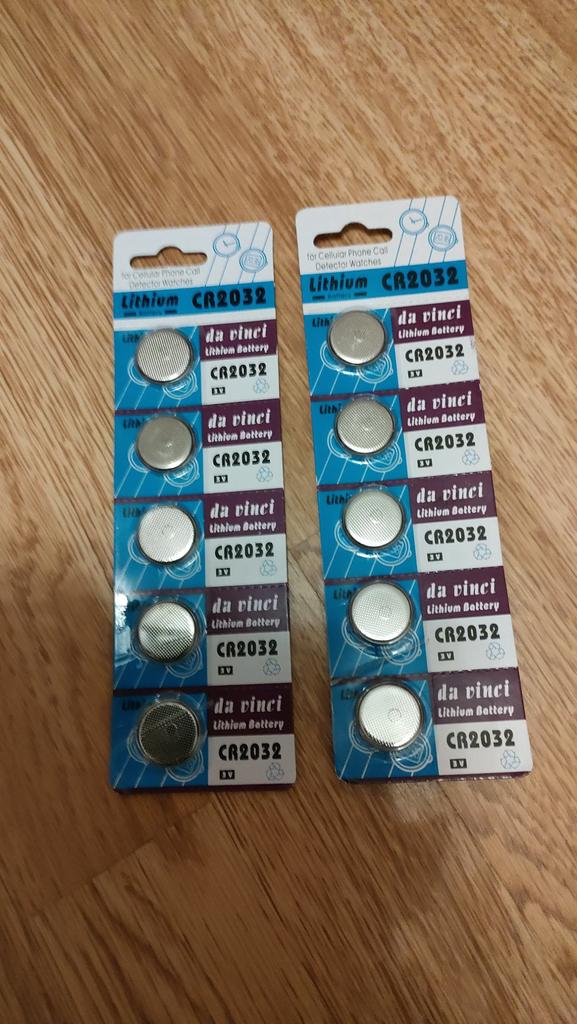 for Cellular Phone Call
Detector Watches
Lithium CR2032
Battery
da vinci
Lithium Battery
CR2032
3V
da vinci
Lithium Battery
CR2032
3V
da vinci
Lithium Battery
CR2032
3V
da vinci
Lithium Battery
CR2032
3V
da vinci
Lithium Battery
CR2032
3V
for Cellular Phone Call
Detector Watches
Lithium CR2032
Battery
da vinci
Lithium Battery
CR2032
3V
da vinci
Lithium Battery
CR2032
3V
da vinci
Lithium Battery
CR2032
3V
da vinci
Lithium Battery
CR2032
3V
da vinci
Lithium Battery
CR2032
3V